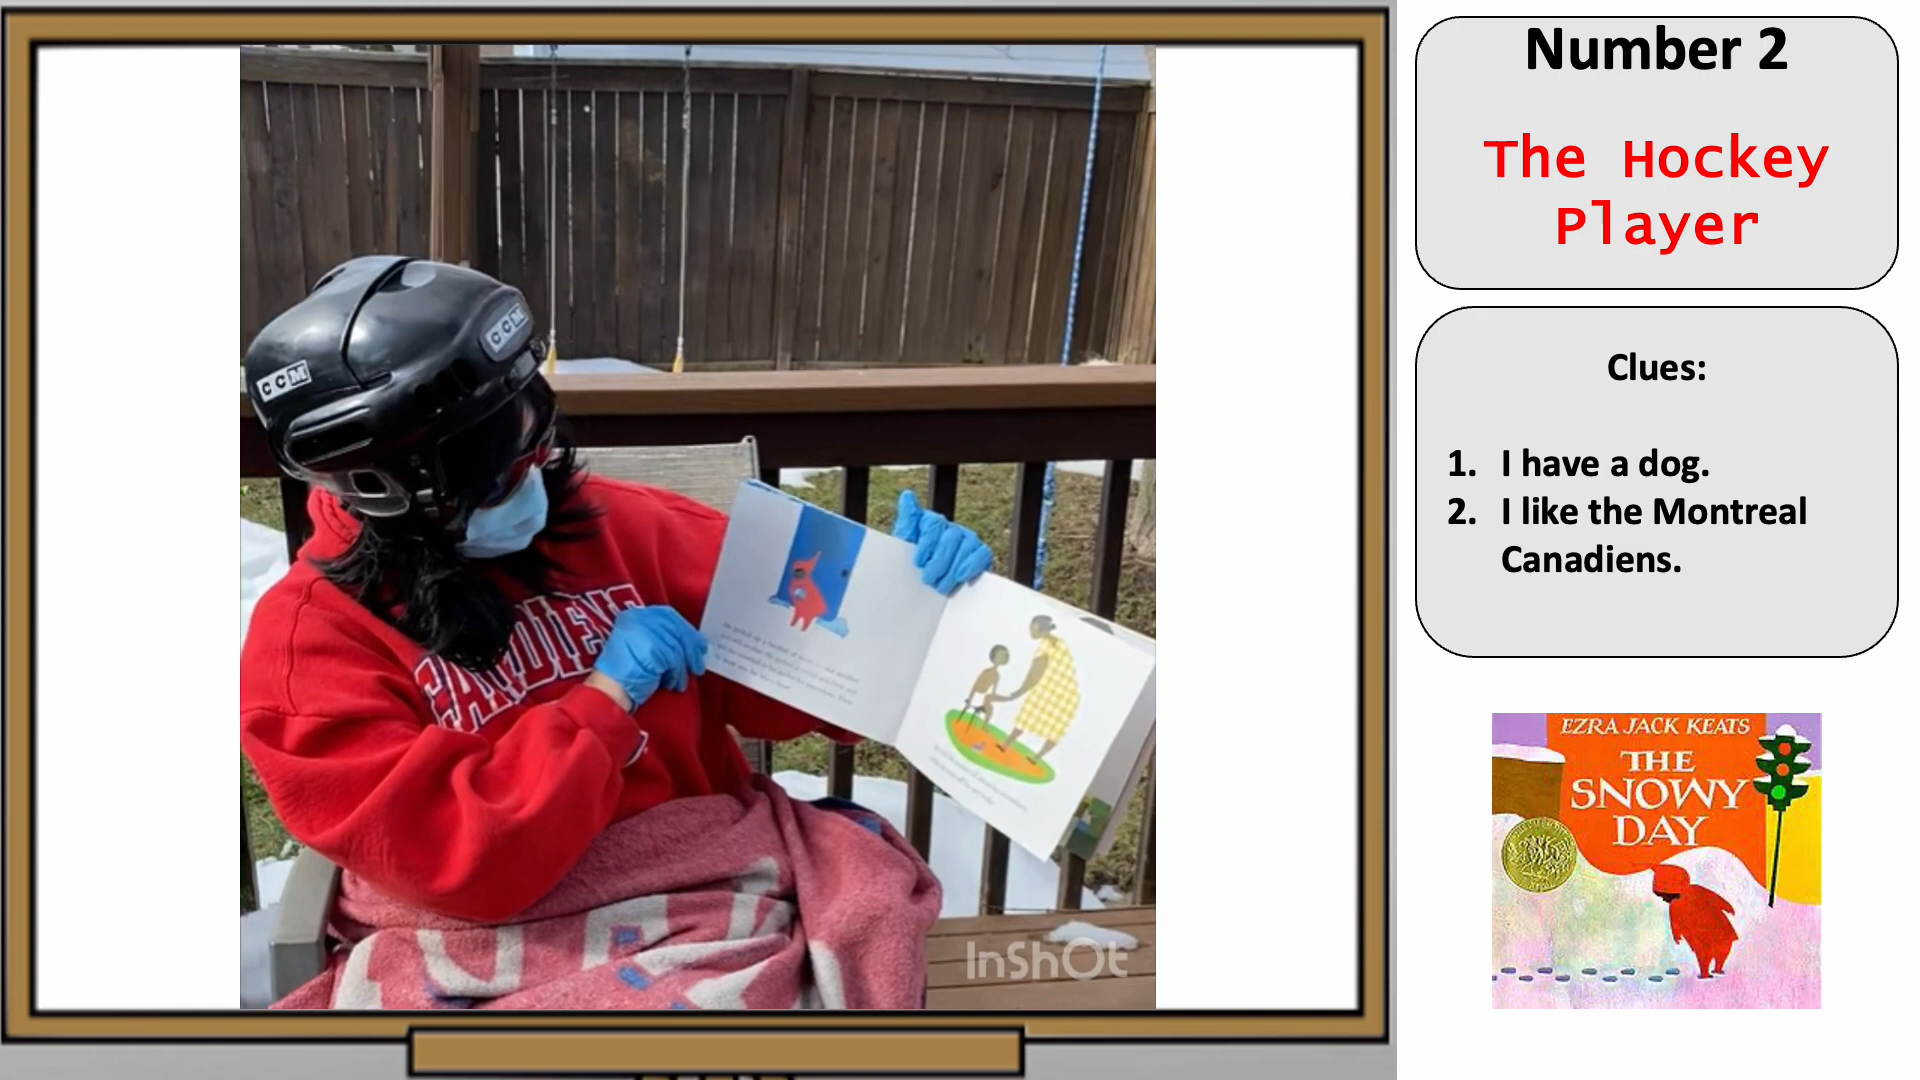 Number 2
The Hockey
Player
Clues:
1. I have a dog.
2. I like the Montreal
Canadiens.
CCM
CCM
CANADIENS
InShOt
EZRA JACK KEATS
THE
SNOWY
DAY